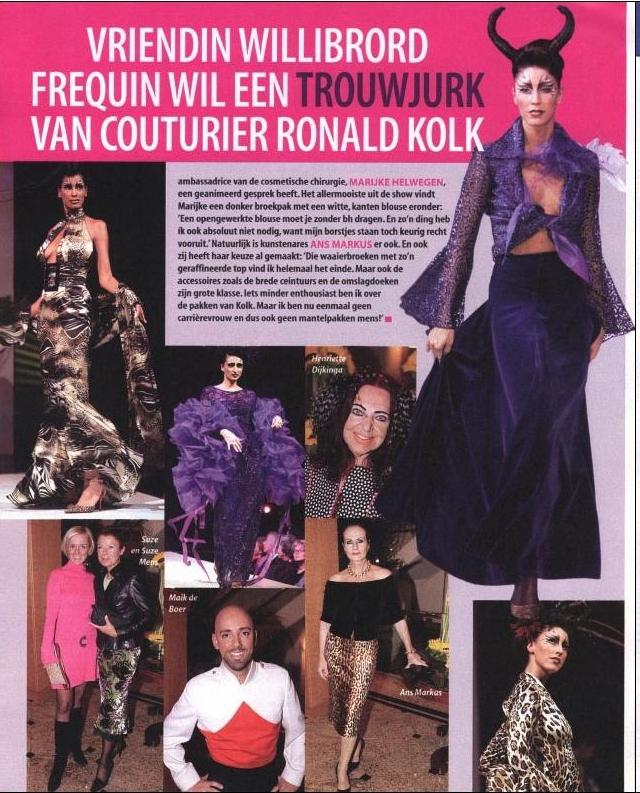 VRIENDIN WILLIBRORD
FREQUIN WIL EEN TROUWJURK
VAN COUTURIER RONALD KOLK
ambassadrice van de cosmetische chirurgie, MARIJKE HELWEGEN,
een geanimeerd gesprek heeft. Het allermooiste uit de show vindt
Marijke een donker broekpak met een witte, kanten blouse eronder:
'Een opengewerkte blouse moet je zonder bh dragen. En zo'n ding heb
ík ook absoluut niet nodig, want mijn borstjes staan toch keurig recht
vooruit.' Natuurlijk is kunstenares ANS MARKUS er ook. En ook
zij heeft haar keuze al gemaakt: 'Die waaierbroeken met zo'n
geraffineerde top vind ik helemaal het einde. Maar ook de
accessoires zoals de brede ceintuurs en de omslagdoeken
zijn grote klasse. Iets minder enthousiast ben ik over
de pakken van Kolk. Maar ik ben nu eenmaal geen
carrièrevrouw en dus ook geen mantelpakken mens!'
Henriette
Dijkinga
Suze
en Suze
Mens
Maik de
Boer
Ans Markus